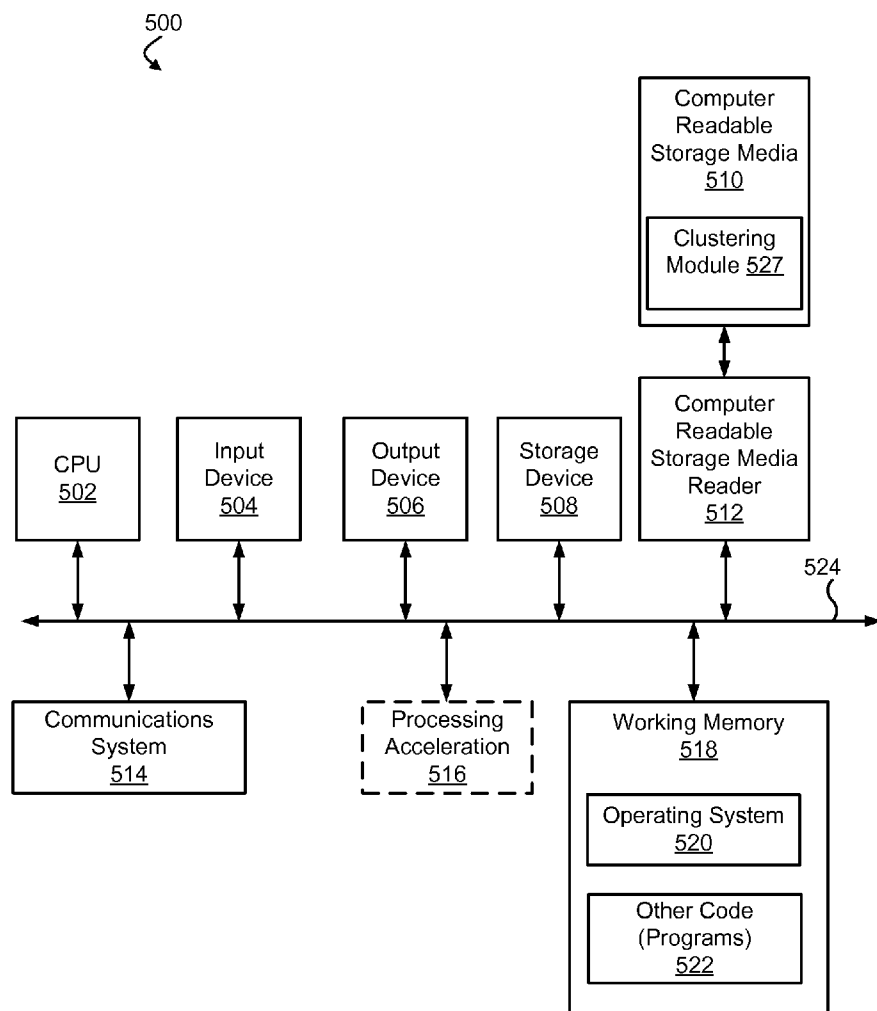 500
Computer
Readable
Storage Media
510
Clustering
Module 527
CPU
502
Input
Device
504
Output
Device
506
Storage
Device
508
Computer
Readable
Storage Media
Reader
512
524
Communications
System
514
Processing
Acceleration
516
Working Memory
518
Operating System
520
Other Code
(Programs)
522